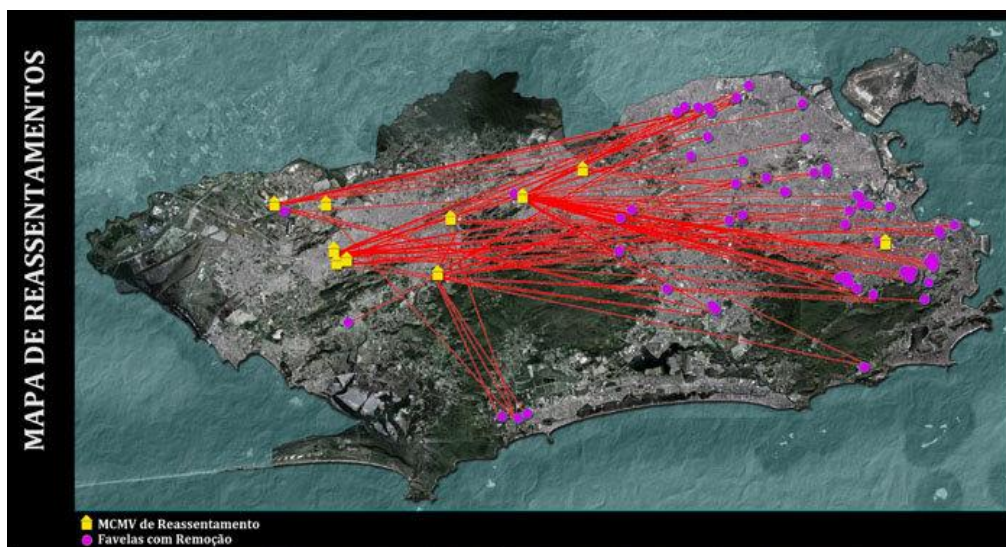 MAPA DE REASSENTAMENTOS
MCMV de Reassentamento
Favelas com Remoção